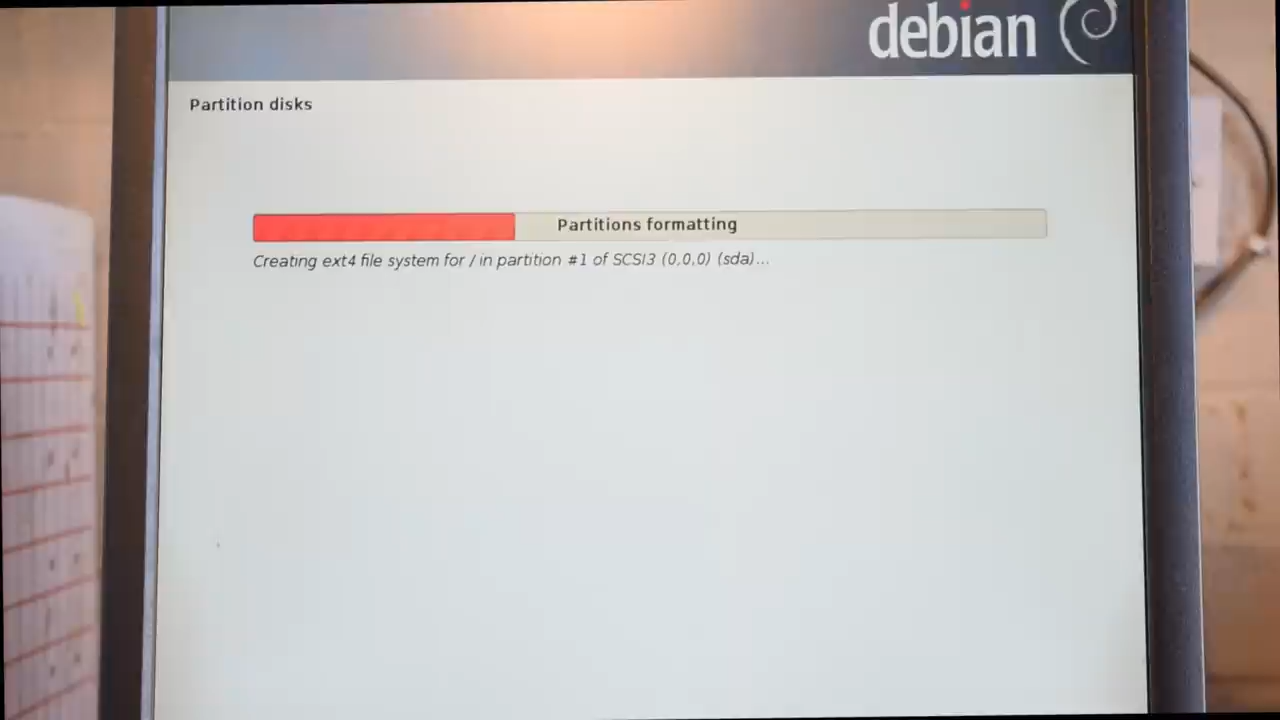 debian
Partition disks
Partitions formatting
Creating ext4 file system for / in partition #1 of SCSI3 (0,0,0) (sda)...